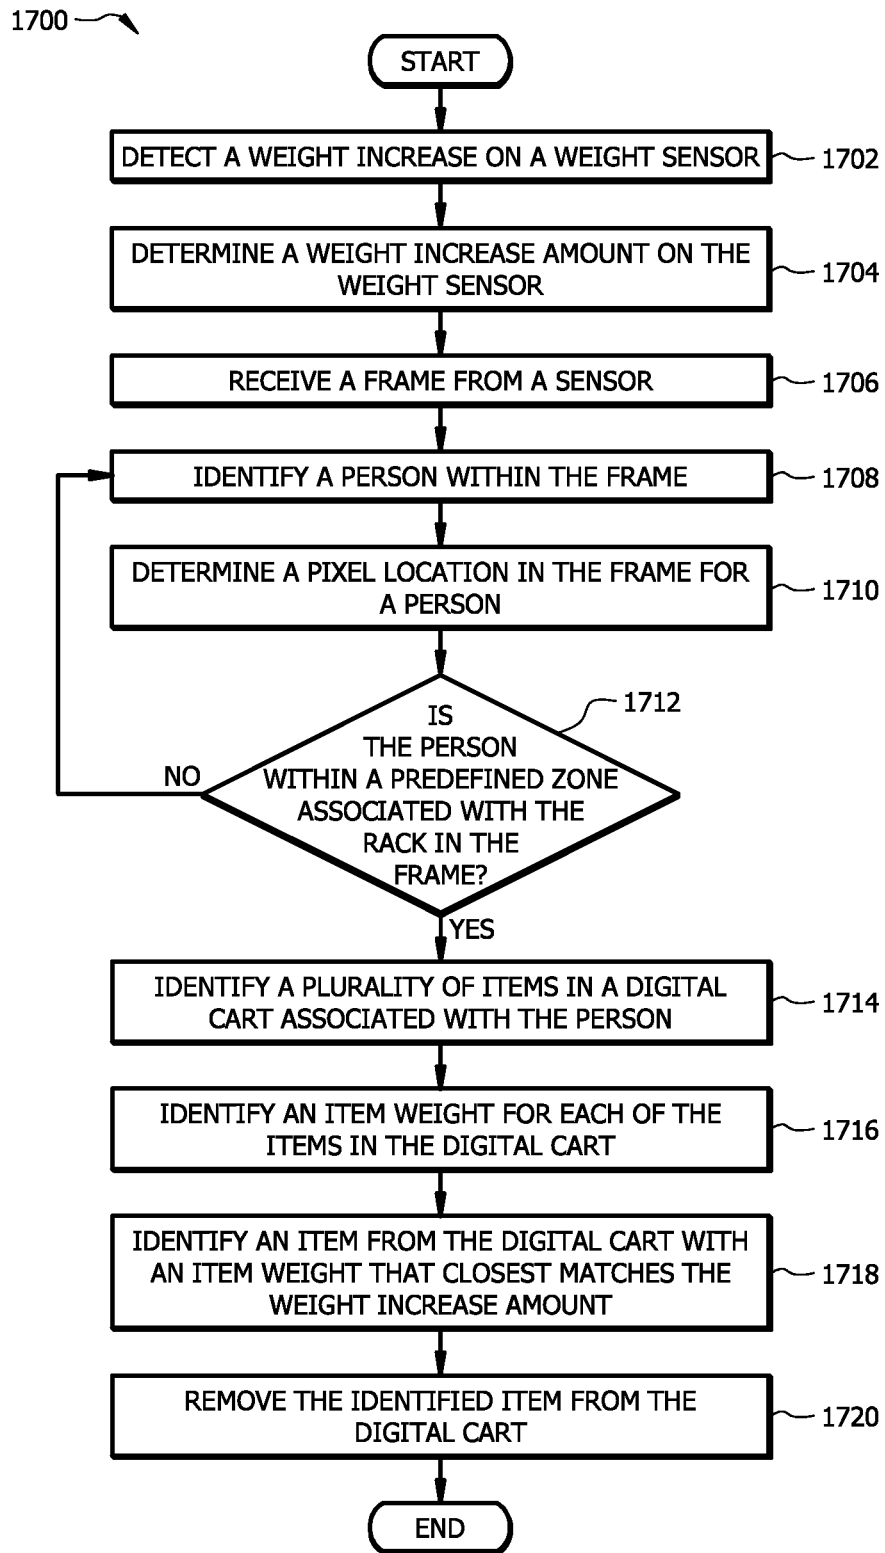 1700
START
DETECT A WEIGHT INCREASE ON A WEIGHT SENSOR
1702
DETERMINE A WEIGHT INCREASE AMOUNT ON THE
WEIGHT SENSOR
1704
RECEIVE A FRAME FROM A SENSOR
1706
IDENTIFY A PERSON WITHIN THE FRAME
1708
DETERMINE A PIXEL LOCATION IN THE FRAME FOR
A PERSON
1710
IS
THE PERSON
WITHIN A PREDEFINED ZONE
ASSOCIATED WITH THE
RACK IN THE
FRAME?
1712
NO
YES
IDENTIFY A PLURALITY OF ITEMS IN A DIGITAL
CART ASSOCIATED WITH THE PERSON
1714
IDENTIFY AN ITEM WEIGHT FOR EACH OF THE
ITEMS IN THE DIGITAL CART
1716
IDENTIFY AN ITEM FROM THE DIGITAL CART WITH
AN ITEM WEIGHT THAT CLOSEST MATCHES THE
WEIGHT INCREASE AMOUNT
1718
REMOVE THE IDENTIFIED ITEM FROM THE
DIGITAL CART
1720
END